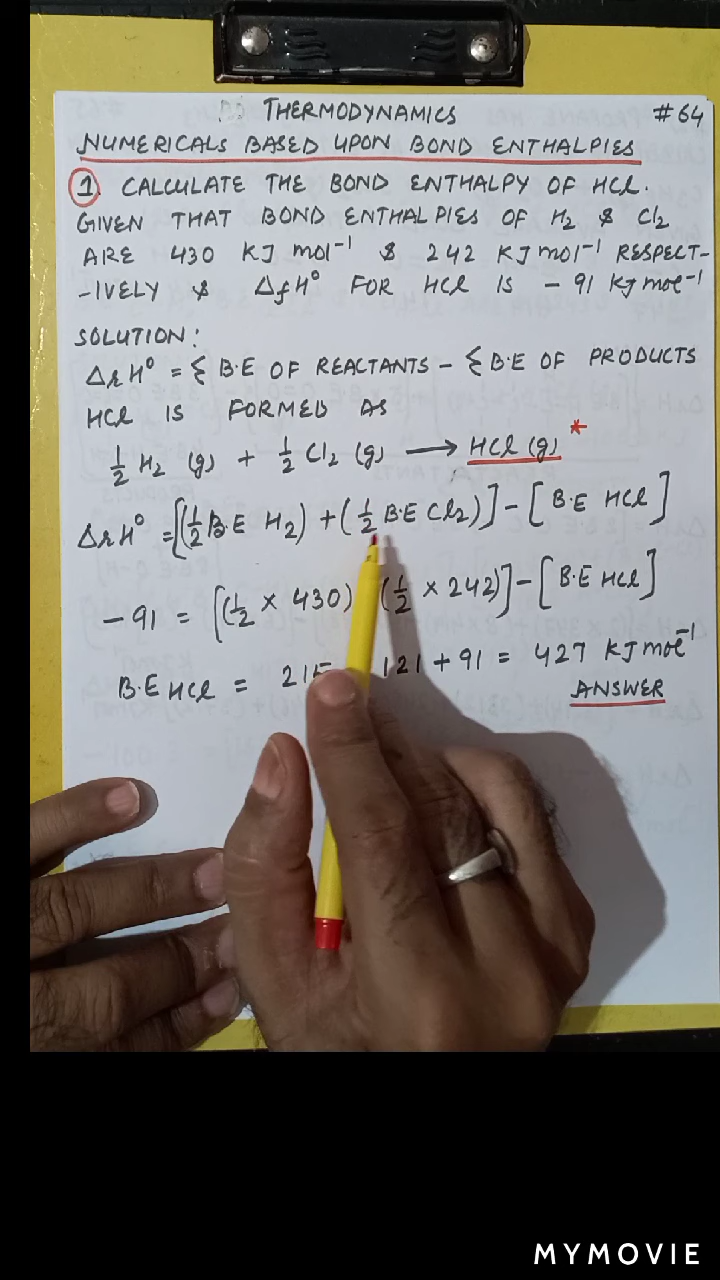 THERMODYNAMICS #64
NUMERICALS BASED UPON BOND ENTHALPIES
1. CALCULATE THE BOND ENTHALPY OF HCl.
GIVEN THAT BOND ENTHALPIES OF H₂ & Cl₂
ARE 430 KJ mol⁻¹ & 242 KJ mol⁻¹ RESPECT-
-IVELY & ΔfH° FOR HCl IS - 91 KJ mol⁻¹
SOLUTION:
ΔrH° = Σ B.E OF REACTANTS - Σ B.E OF PRODUCTS
HCl IS FORMED AS
½ H₂ (g) + ½ Cl₂ (g) ⟶ HCl (g) *
ΔrH° = [(½ B.E H₂) + (½ B.E Cl₂)] - [B.E HCl]
- 91 = [(½ × 430) (½ × 242)] - [B.E HCl]
B.E HCl = 215 121 + 91 = 427 KJ mol⁻¹
ANSWER
MYMOVIE